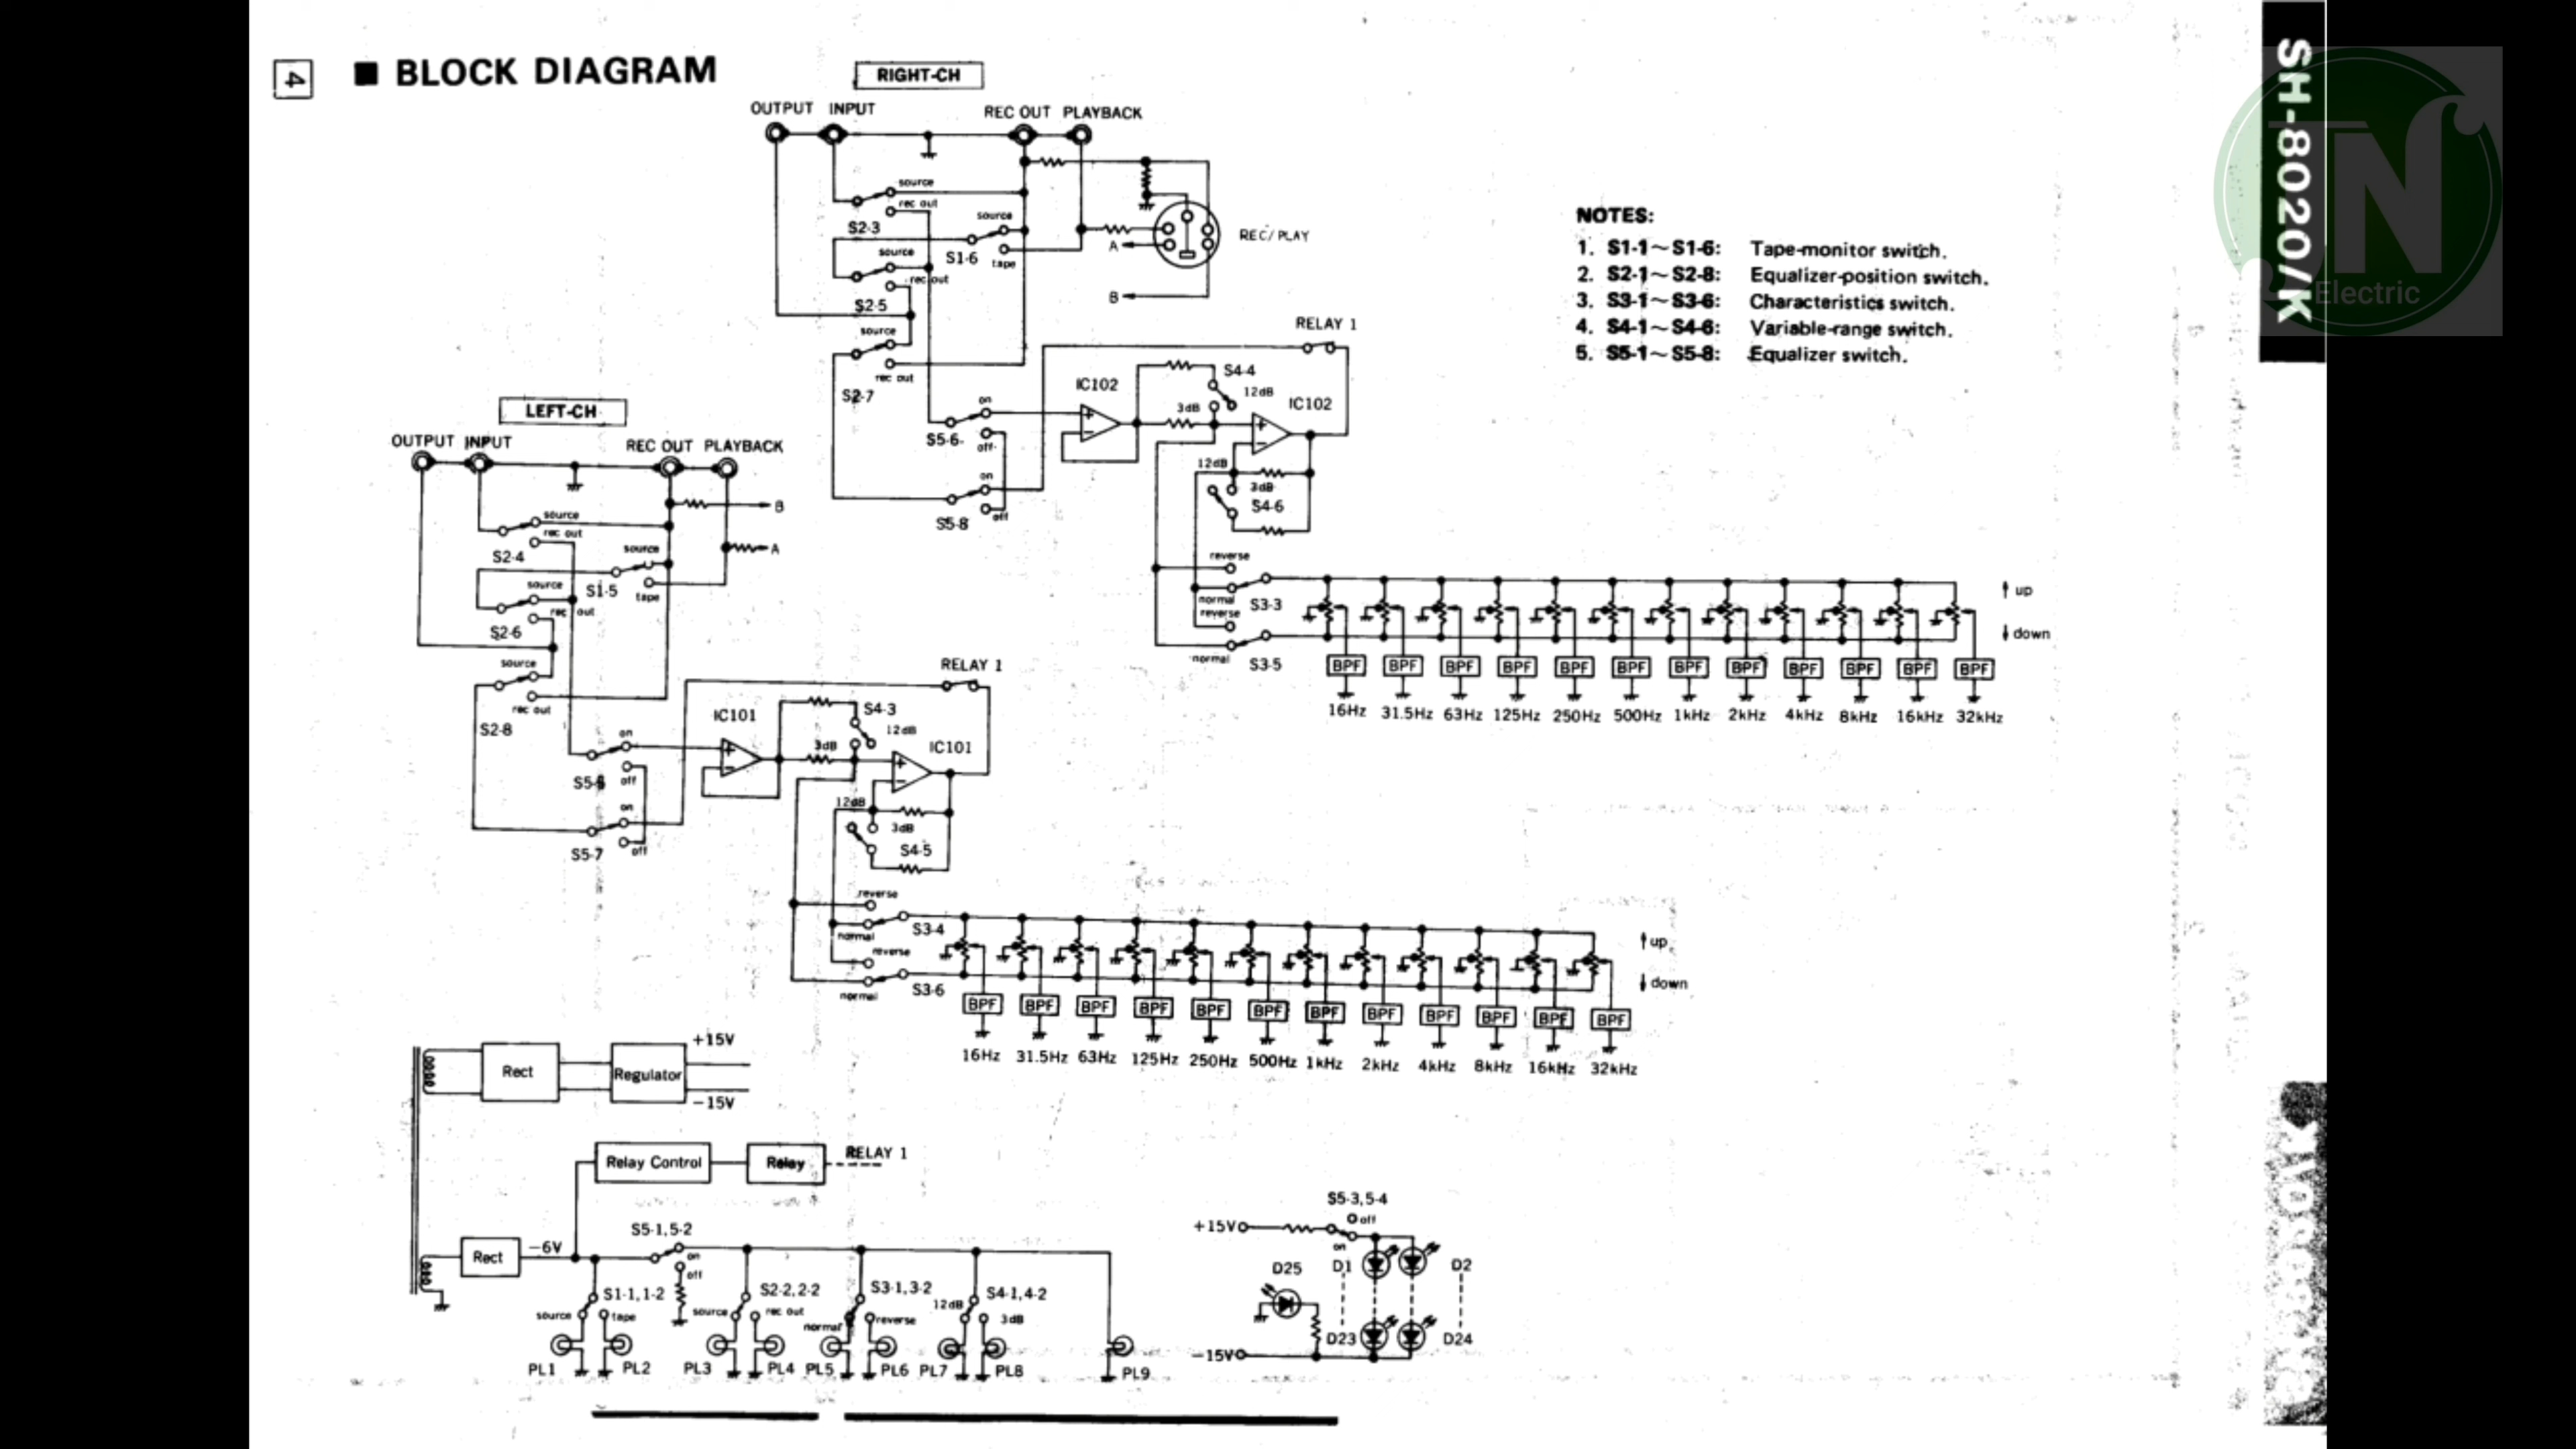 4
■ BLOCK DIAGRAM
SH-8020/K
N
Electric
RIGHT-CH
OUTPUT INPUT
REC OUT PLAYBACK
source
rec out
S2-3
source
S1-6
tape
source
rec out
S2-5
source
rec out
S2-7
A
B
REC/PLAY
NOTES:
1. S1-1~S1-6: Tape-monitor switch.
2. S2-1~S2-8: Equalizer-position switch.
3. S3-1~S3-6: Characteristics switch.
4. S4-1~S4-6: Variable-range switch.
5. S5-1~S5-8: Equalizer switch.
RELAY 1
IC102
S4-4
12dB
3dB
IC102
on
S5-6
off
on
S5-8
off
12dB
3dB
S4-6
reverse
normal
S3-3
reverse
normal
S3-5
↑ up
↓ down
BPF BPF BPF BPF BPF BPF BPF BPF BPF BPF BPF BPF
16Hz 31.5Hz 63Hz 125Hz 250Hz 500Hz 1kHz 2kHz 4kHz 8kHz 16kHz 32kHz
LEFT-CH
OUTPUT INPUT
REC OUT PLAYBACK
B
A
source
rec out
S2-4
source
S1-5
tape
source
rec out
S2-6
source
rec out
S2-8
RELAY 1
IC101
S4-3
12dB
3dB
IC101
on
off
on
S5-7
off
12dB
3dB
S4-5
reverse
normal
S3-4
reverse
normal
S3-6
↑ up
↓ down
BPF BPF BPF BPF BPF BPF BPF BPF BPF BPF BPF BPF
16Hz 31.5Hz 63Hz 125Hz 250Hz 500Hz 1kHz 2kHz 4kHz 8kHz 16kHz 32kHz
Rect
Regulator
+15V
-15V
Relay Control
Relay
RELAY 1
Rect
-6V
S5-1,5-2
on
off
S1-1,1-2
source
tape
S2-2,2-2
source
rec out
S3-1,3-2
normal
reverse
S4-1,4-2
12dB
3dB
PL1 PL2 PL3 PL4 PL5 PL6 PL7 PL8 PL9
S5-3,5-4
+15V
off
on
D25 D1 D2
D23 D24
-15V